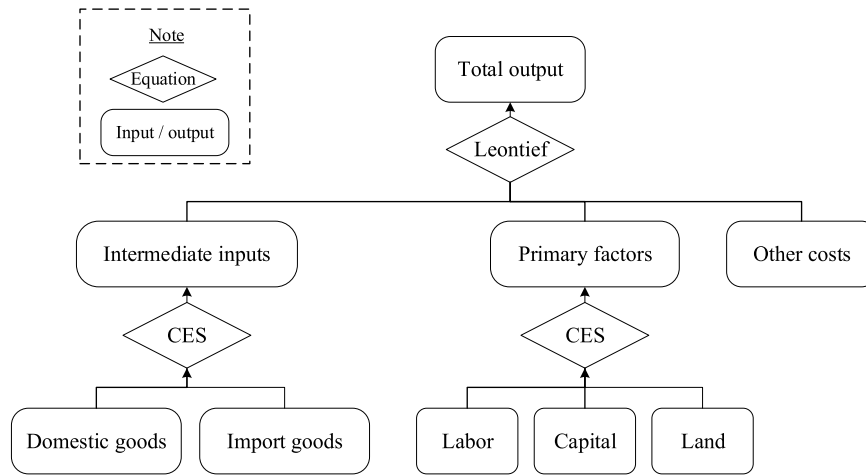 Note
Equation
Input / output
Total output
Leontief
Intermediate inputs
Primary factors
Other costs
CES
CES
Domestic goods
Import goods
Labor
Capital
Land